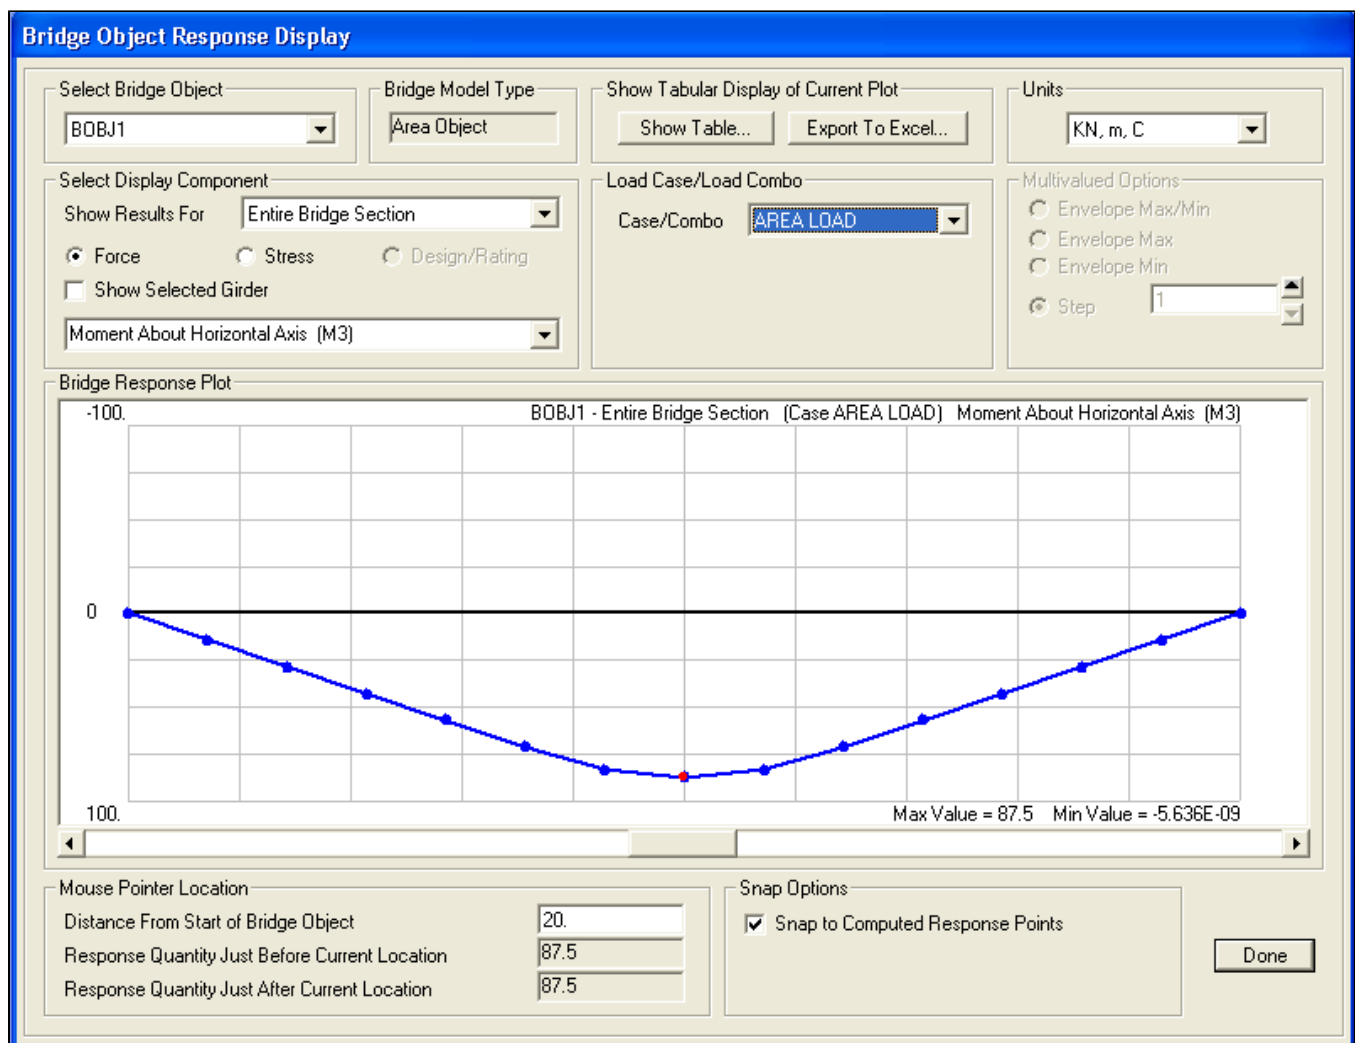 Bridge Object Response Display
Select Bridge Object
BOBJ1
Bridge Model Type
Area Object
Show Tabular Display of Current Plot
Show Table...
Export To Excel...
Units
KN, m, C
Select Display Component
Show Results For
Entire Bridge Section
Force
Stress
Design/Rating
Show Selected Girder
Moment About Horizontal Axis (M3)
Load Case/Load Combo
Case/Combo
AREA LOAD
Multivalued Options
Envelope Max/Min
Envelope Max
Envelope Min
Step
1
Bridge Response Plot
-100.
BOBJ1 - Entire Bridge Section (Case AREA LOAD) Moment About Horizontal Axis (M3)
0
100.
Max Value = 87.5 Min Value = -5.636E-09
Mouse Pointer Location
Distance From Start of Bridge Object
20.
Response Quantity Just Before Current Location
87.5
Response Quantity Just After Current Location
87.5
Snap Options
Snap to Computed Response Points
Done